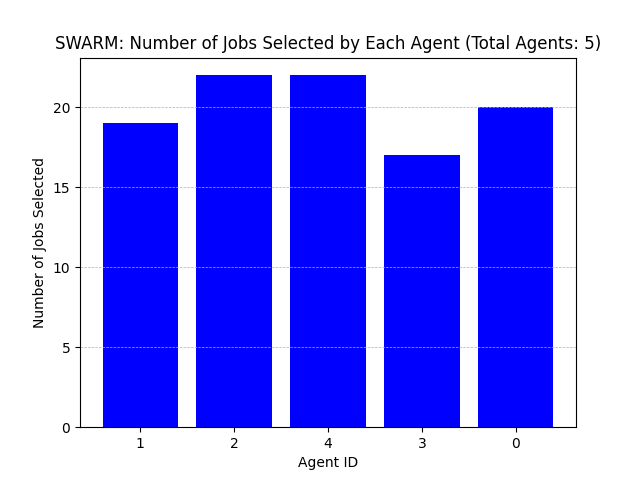 SWARM: Number of Jobs Selected by Each Agent (Total Agents: 5)
Number of Jobs Selected
20
15
10
5
0
1 2 4 3 0
Agent ID